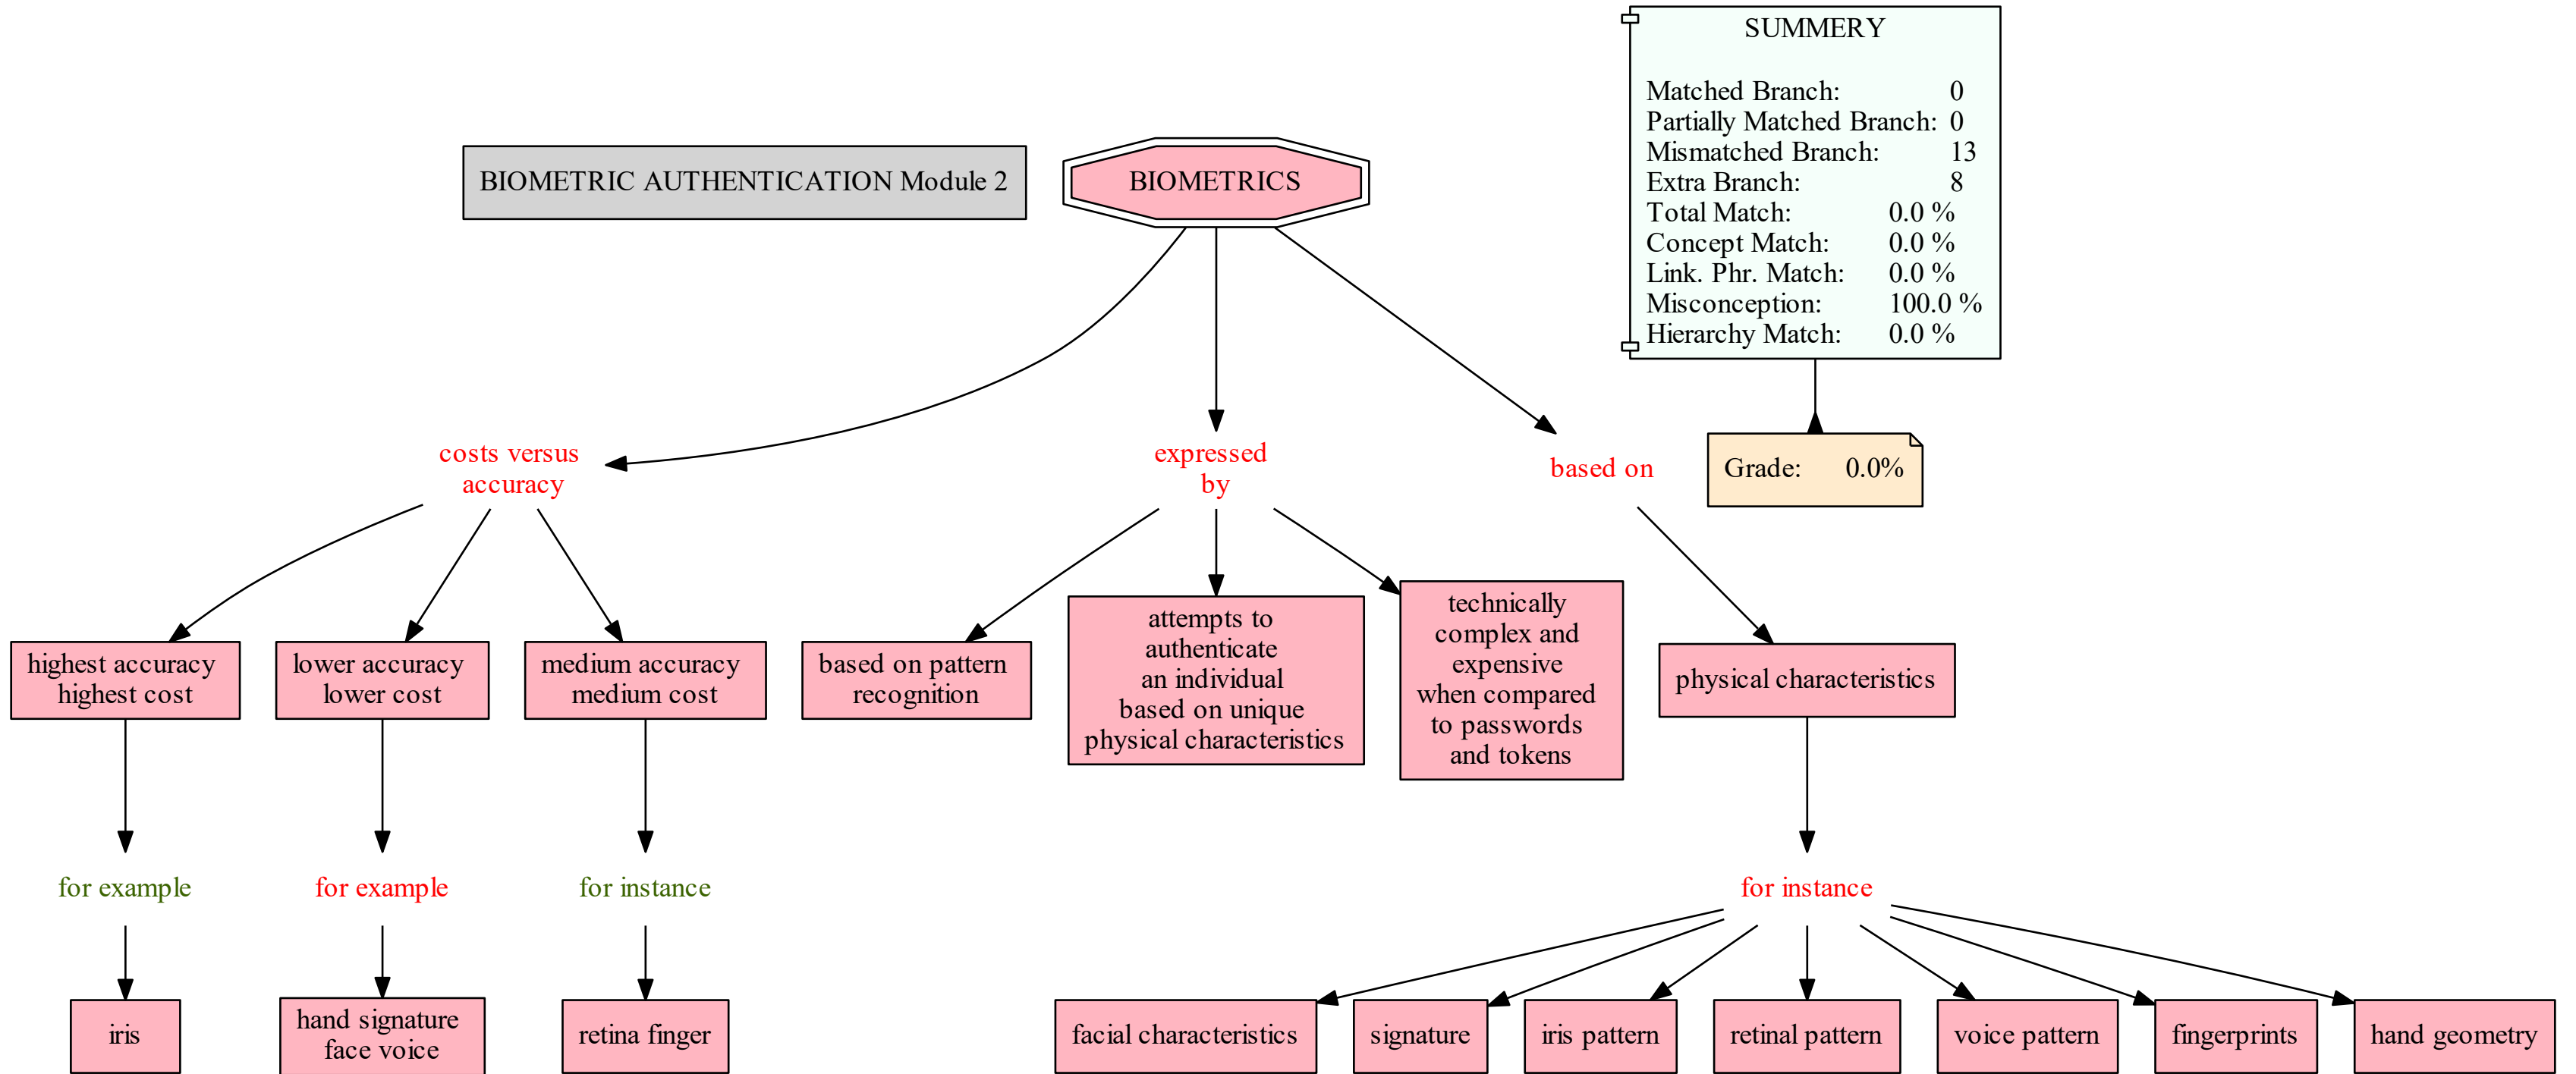 SUMMERY
Matched Branch: 0
Partially Matched Branch: 0
Mismatched Branch: 13
Extra Branch: 8
Total Match: 0.0 %
Concept Match: 0.0 %
Link. Phr. Match: 0.0 %
Misconception: 100.0 %
Hierarchy Match: 0.0 %
BIOMETRIC AUTHENTICATION Module 2
BIOMETRICS
costs versus
accuracy
expressed
by
based on
Grade: 0.0%
highest accuracy
highest cost
lower accuracy
lower cost
medium accuracy
medium cost
based on pattern
recognition
attempts to
authenticate
an individual
based on unique
physical characteristics
technically
complex and
expensive
when compared
to passwords
and tokens
physical characteristics
for example
for example
for instance
for instance
iris
hand signature
face voice
retina finger
facial characteristics
signature
iris pattern
retinal pattern
voice pattern
fingerprints
hand geometry